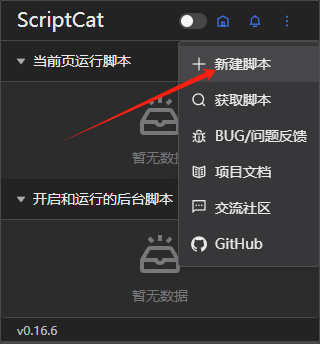 ScriptCat
当前页运行脚本
新建脚本
获取脚本
暂无数据
BUG/问题反馈
项目文档
开启和运行的后台脚本
交流社区
GitHub
暂无数据
v0.16.6